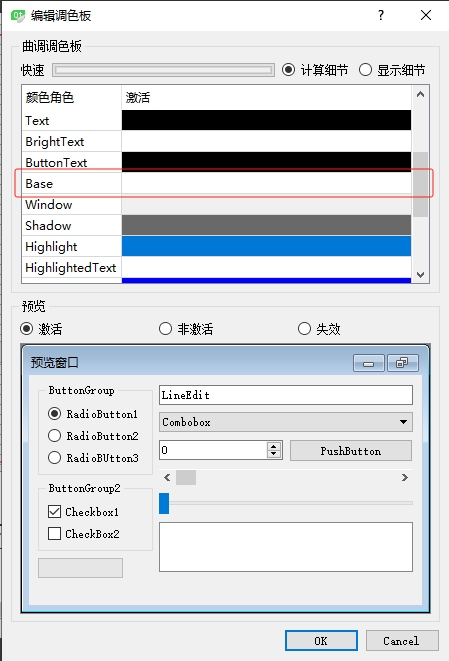 编辑调色板
曲调调色板
快速 计算细节 显示细节
颜色角色 激活
Text
BrightText
ButtonText
Base
Window
Shadow
Highlight
HighlightedText
预览
激活 非激活 失效
预览窗口
ButtonGroup
RadioButton1
RadioButton2
RadioBUtton3
LineEdit
Combobox
0 PushButton
ButtonGroup2
Checkbox1
CheckBox2
OK Cancel